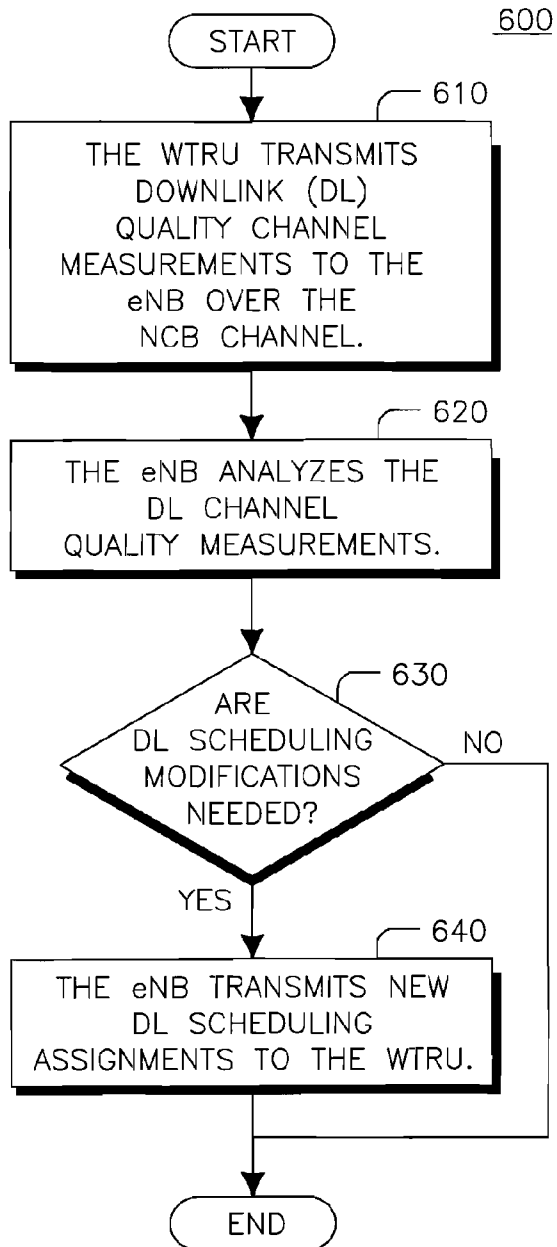 600
START
610
THE WTRU TRANSMITS
DOWNLINK (DL)
QUALITY CHANNEL
MEASUREMENTS TO THE
eNB OVER THE
NCB CHANNEL.
620
THE eNB ANALYZES THE
DL CHANNEL
QUALITY MEASUREMENTS.
630
ARE
DL SCHEDULING
MODIFICATIONS
NEEDED?
NO
YES
640
THE eNB TRANSMITS NEW
DL SCHEDULING
ASSIGNMENTS TO THE WTRU.
END